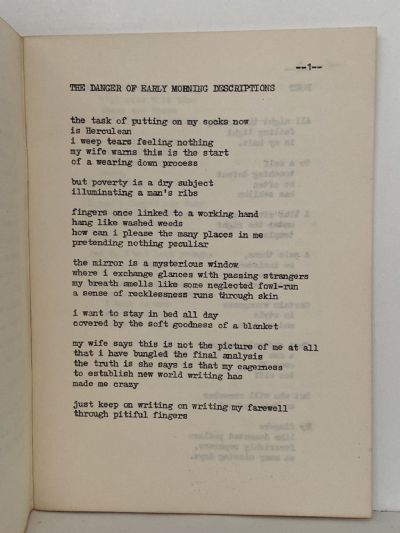 --1--
THE DANGER OF EARLY MORNING DESCRIPTIONS
the task of putting on my socks now
is Herculean
i weep tears feeling nothing
my wife warns this is the start
of a wearing down process
but poverty is a dry subject
illuminating a man's ribs
fingers once linked to a working hand
hang like washed weeds
how can i please the many places in me
pretending nothing peculiar
the mirror is a mysterious window
where i exchange glances with passing strangers
my breath smells like some neglected fowl-run
a sense of recklessness runs through skin
i want to stay in bed all day
covered by the soft goodness of a blanket
my wife says this is not the picture of me at all
that i have bungled the final analysis
the truth is she says is that my eagerness
to establish new world writing has
made me crazy
just keep on writing on writing my farewell
through pitiful fingers